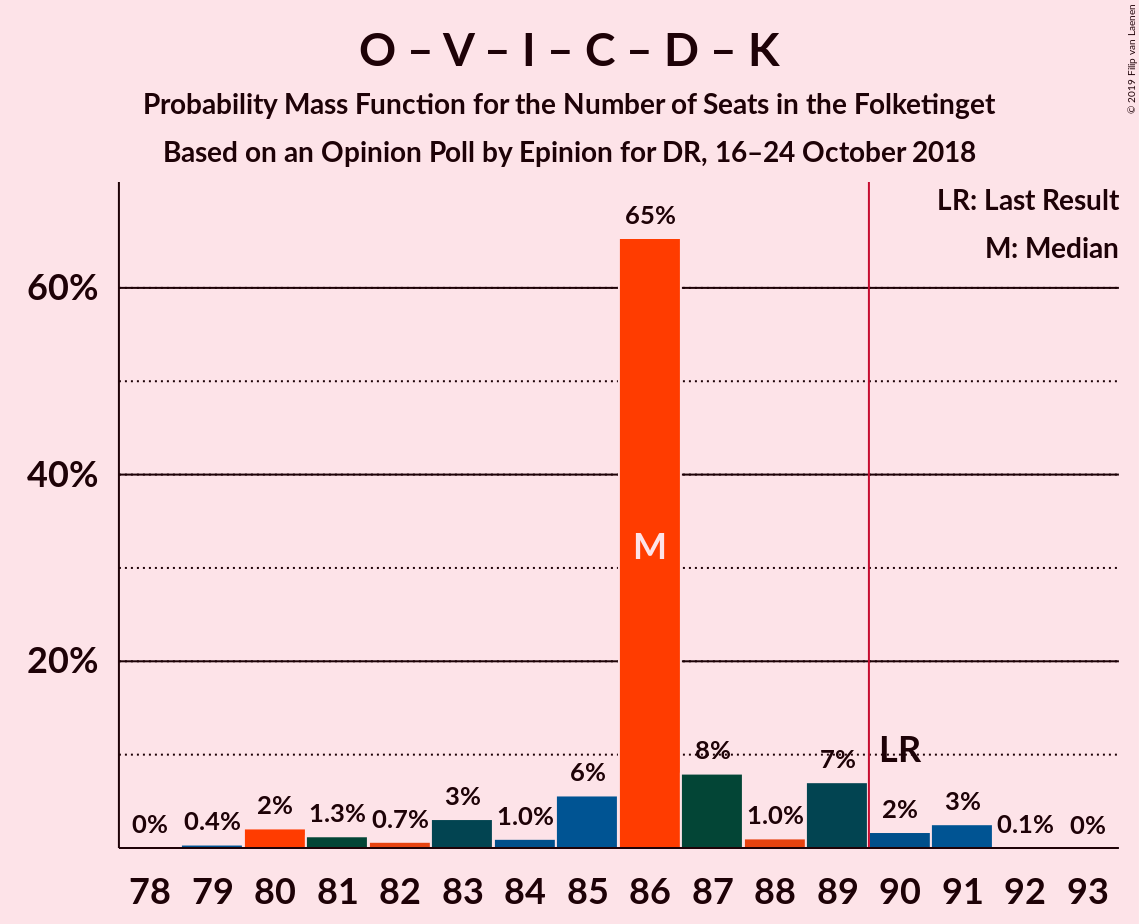 O – V – I – C – D – K
Probability Mass Function for the Number of Seats in the Folketinget
Based on an Opinion Poll by Epinion for DR, 16–24 October 2018
© 2019 Filip van Laenen
LR: Last Result
M: Median
60%
40%
20%
0%
0.4%
2%
1.3%
0.7%
3%
1.0%
6%
65%
8%
1.0%
7%
2%
3%
0.1%
0%
M
LR
78 79 80 81 82 83 84 85 86 87 88 89 90 91 92 93